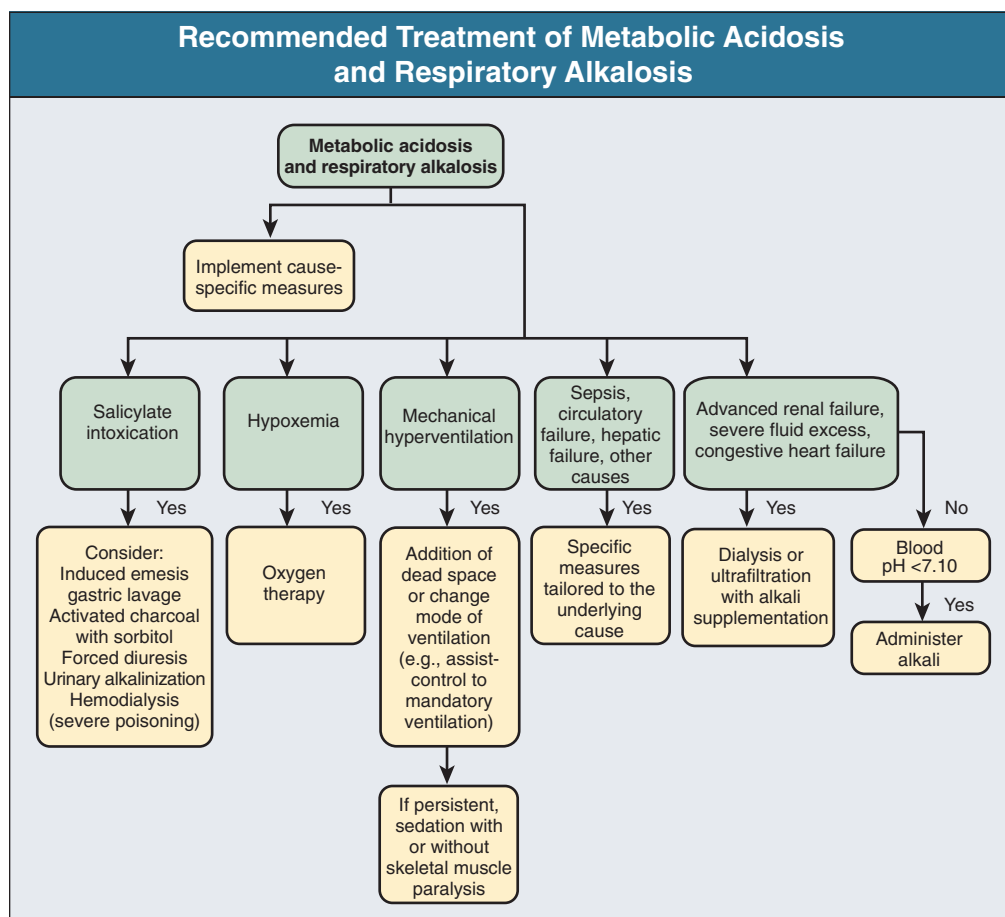 Recommended Treatment of Metabolic Acidosis
and Respiratory Alkalosis
Metabolic acidosis
and respiratory alkalosis
Implement cause-
specific measures
Salicylate
intoxication
Hypoxemia
Mechanical
hyperventilation
Sepsis,
circulatory
failure, hepatic
failure, other
causes
Advanced renal failure,
severe fluid excess,
congestive heart failure
Yes
Yes
Yes
Yes
Yes
No
Consider:
Induced emesis
gastric lavage
Activated charcoal
with sorbitol
Forced diuresis
Urinary alkalinization
Hemodialysis
(severe poisoning)
Oxygen
therapy
Addition of
dead space
or change
mode of
ventilation
(e.g., assist-
control to
mandatory
ventilation)
Specific
measures
tailored to the
underlying
cause
Dialysis or
ultrafiltration
with alkali
supplementation
Blood
pH <7.10
Yes
Administer
alkali
If persistent,
sedation with
or without
skeletal muscle
paralysis